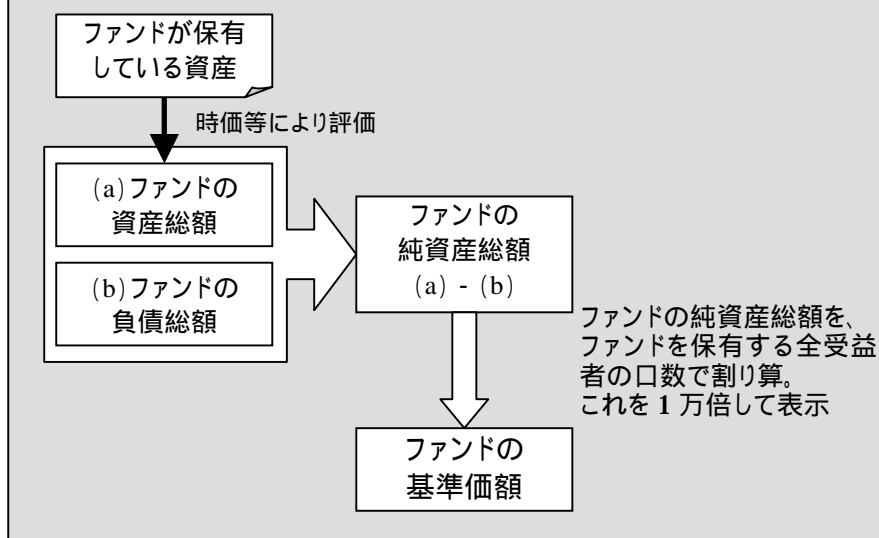 ファンドが保有
している資産
時価等により評価
(a)ファンドの
資産総額
(b)ファンドの
負債総額
ファンドの
純資産総額
(a) - (b)
ファンドの純資産総額を、
ファンドを保有する全受益
者の口数で割り算。
これを 1 万倍して表示
ファンドの
基準価額